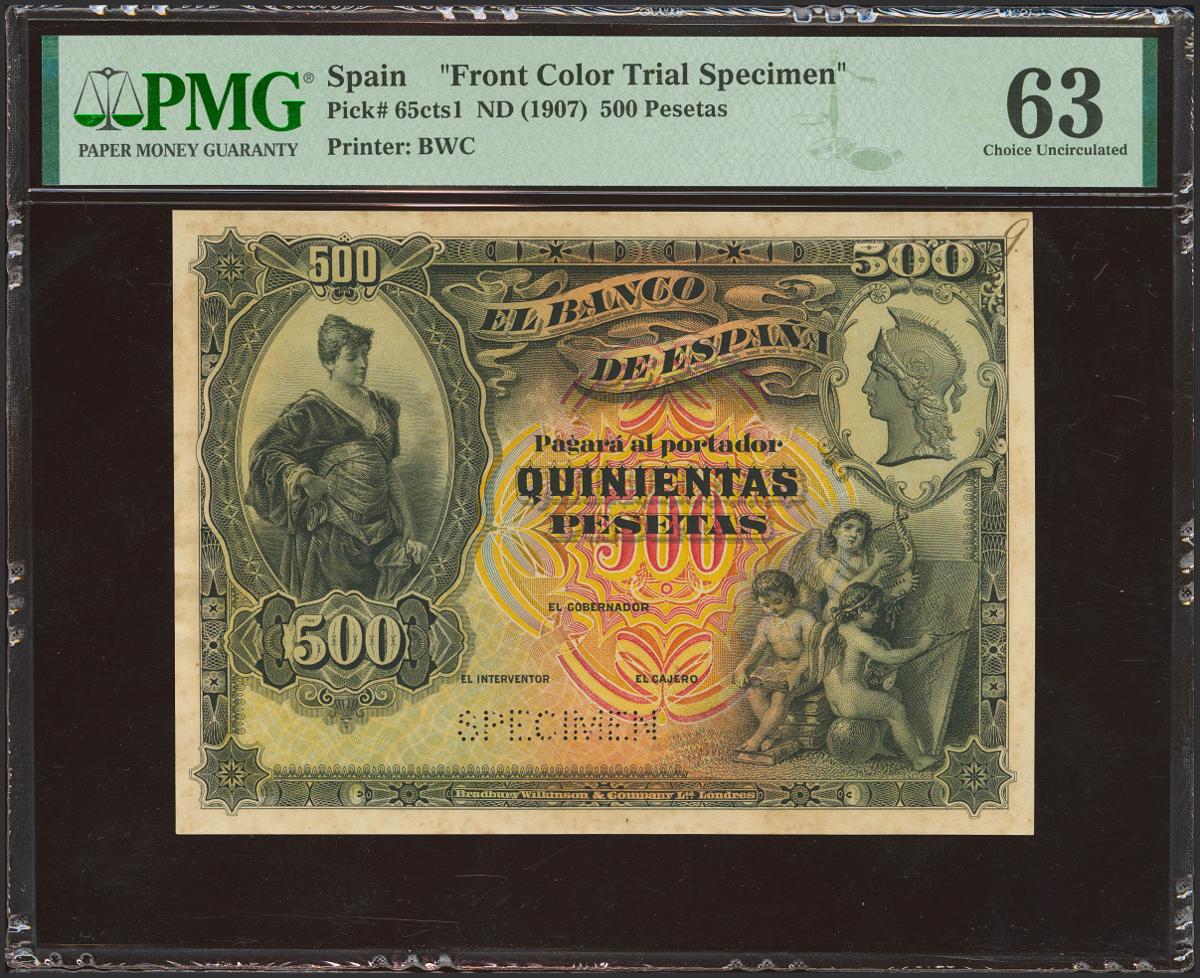 PMG®
PAPER MONEY GUARANTY
Spain "Front Color Trial Specimen"
Pick# 65cts1 ND (1907) 500 Pesetas
Printer: BWC
63
Choice Uncirculated
9.
500
500
EL BANCO
DE ESPAÑA
Pagará al portador
QUINIENTAS
PESETAS
500
EL GOBERNADOR
500
EL INTERVENTOR
EL CAJERO
SPECIMEN
Bradbury Wilkinson & Company Ld. Londres